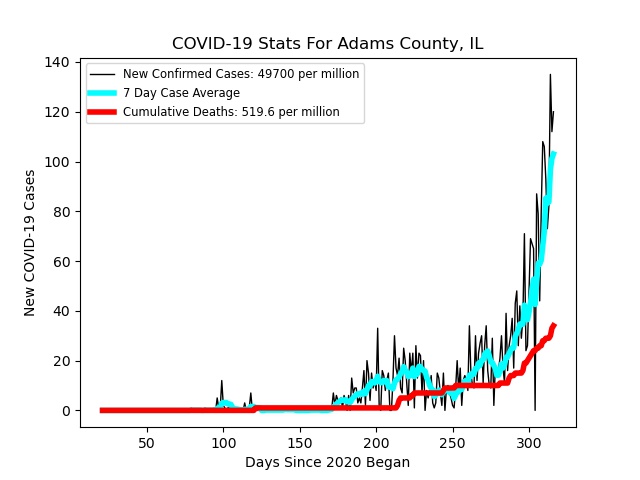 COVID-19 Stats For Adams County, IL
New Confirmed Cases: 49700 per million
7 Day Case Average
Cumulative Deaths: 519.6 per million
New COVID-19 Cases
140
120
100
80
60
40
20
0
50 100 150 200 250 300
Days Since 2020 Began